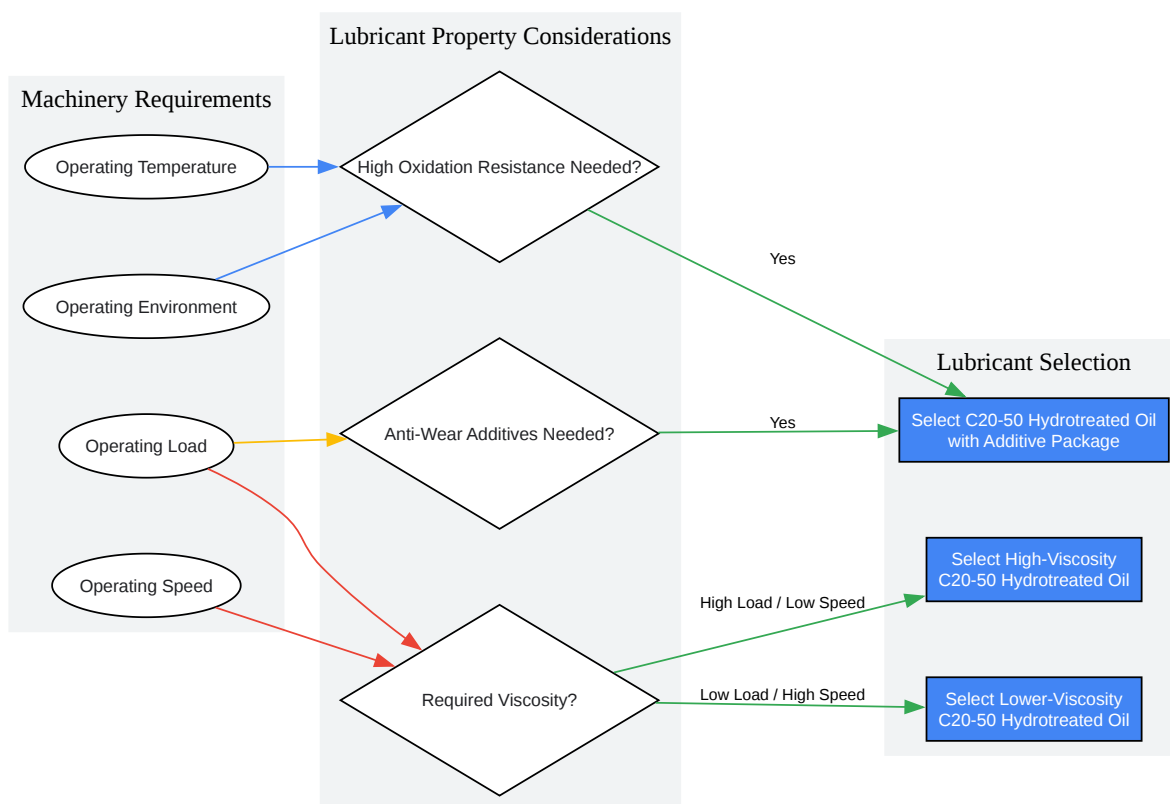 Machinery Requirements
Operating Temperature
Operating Environment
Operating Load
Operating Speed
Lubricant Property Considerations
High Oxidation Resistance Needed?
Anti-Wear Additives Needed?
Required Viscosity?
Yes
Yes
High Load / Low Speed
Low Load / High Speed
Lubricant Selection
Select C20-50 Hydrotreated Oil
with Additive Package
Select High-Viscosity
C20-50 Hydrotreated Oil
Select Lower-Viscosity
C20-50 Hydrotreated Oil